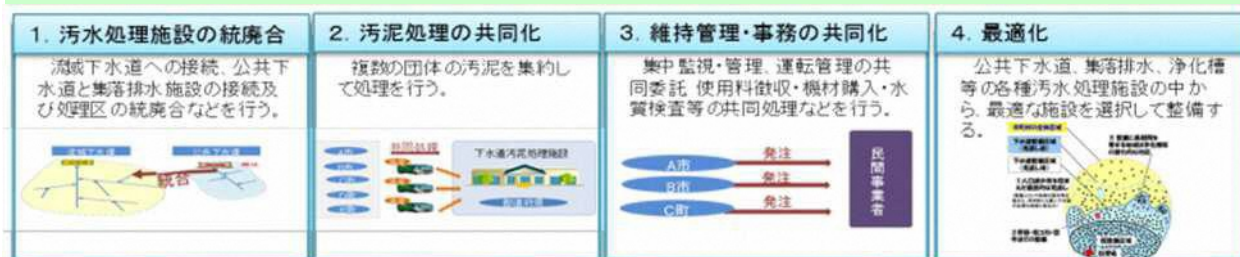 1. 汚水処理施設の統廃合
流域下水道への接続、公共下
水道と集落排水施設の接続及
び処理区の統廃合などを行う。
流域下水道
公共下水道
統合
2. 汚泥処理の共同化
複数の団体の汚泥を集約し
て処理を行う。
共同処理
下水道汚泥処理施設
3. 維持管理・事務の共同化
集中監視・管理、運転管理の共
同委託、使用料徴収・機材購入・水
質検査等の共同処理などを行う。
A市
発注
B市
発注
C町
発注
民間事業者
4. 最適化
公共下水道、集落排水、浄化槽
等の各種汚水処理施設の中か
ら、最適な施設を選択して整備す
る。